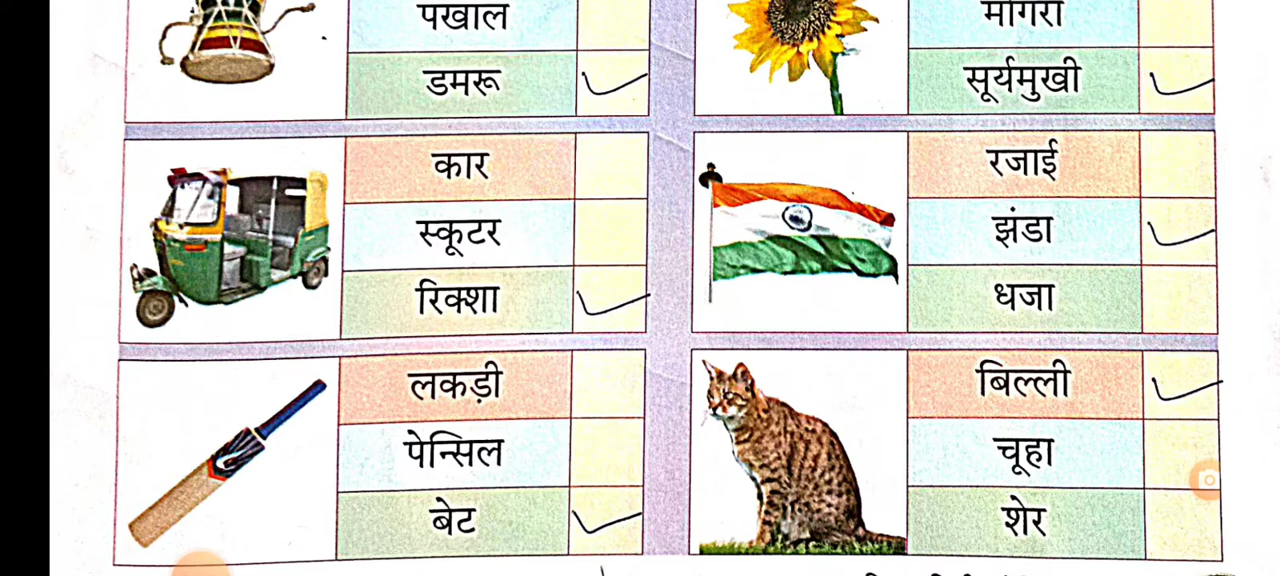 पखाल
डमरू
मोगरा
सूर्यमुखी
कार
स्कूटर
रिक्शा
रजाई
झंडा
धजा
लकड़ी
पेन्सिल
बेट
बिल्ली
चूहा
शेर